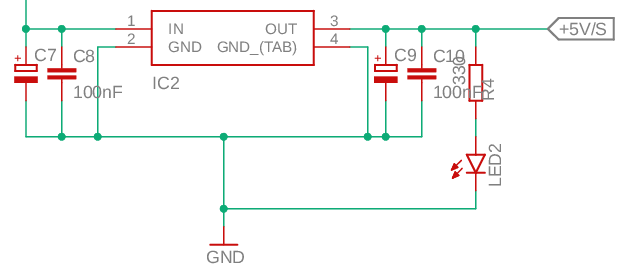 1 IN OUT 3
2 GND GND_(TAB) 4
+5V/S
+ C7 C8 IC2 + C9 C10
100nF 100nF
330
R4
LED2
GND